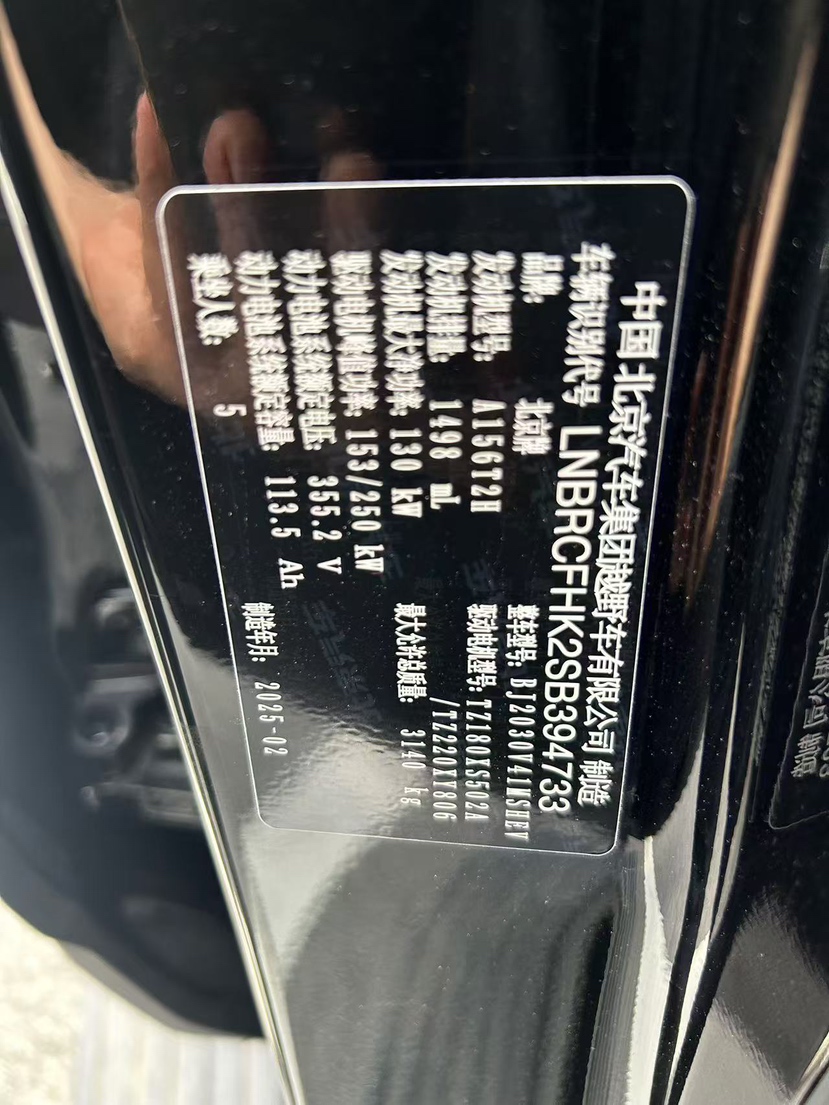 中国 北京汽车集团越野车有限公司 制造
车辆识别代号 LNBRCFHK2SB394733
品牌: 北京牌 整车型号: BJ2030V41MSHEV
发动机型号: A156T2H 驱动电机型号: TZ180XS502A
发动机排量: 1498 mL /TZ220XY806
发动机最大净功率: 130 kW 最大允许总质量: 3140 kg
驱动电机峰值功率: 153/250 kW
动力电池系统额定电压: 355.2 V
动力电池系统额定容量: 113.5 Ah
乘坐人数: 5 制造年月: 2025-02